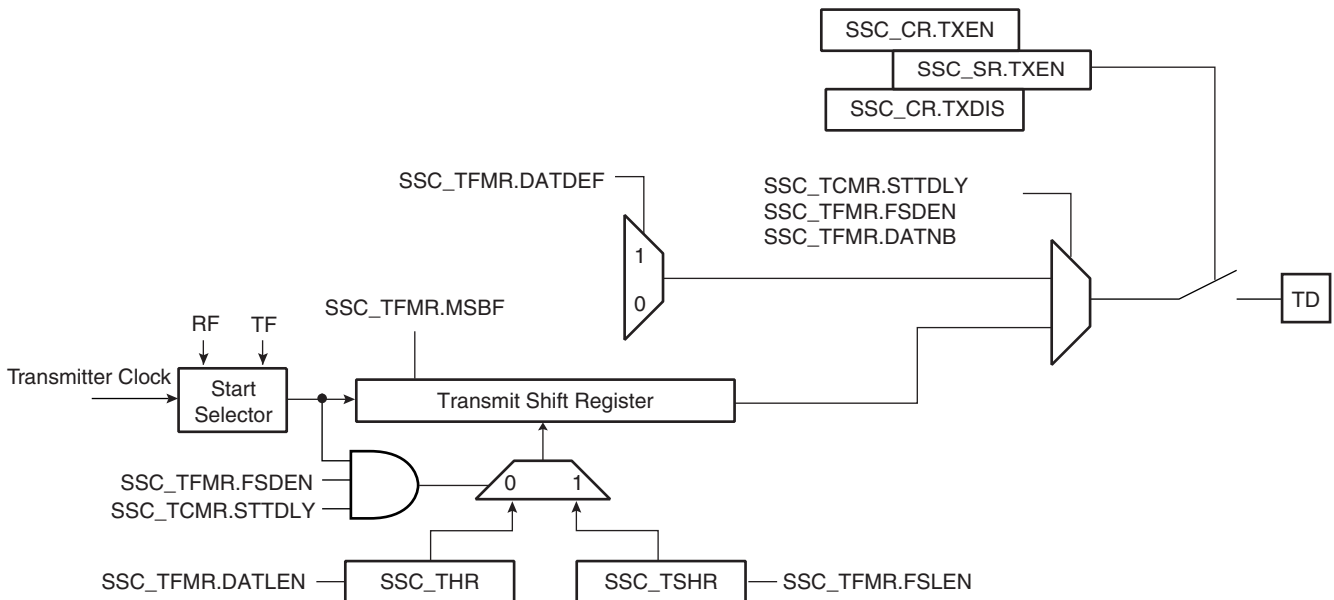 SSC_CR.TXEN
SSC_SR.TXEN
SSC_CR.TXDIS
SSC_TFMR.DATDEF
SSC_TCMR.STTDLY
SSC_TFMR.FSDEN
SSC_TFMR.DATNB
1
0
TD
SSC_TFMR.MSBF
RF
TF
Transmitter Clock
Start
Selector
Transmit Shift Register
SSC_TFMR.FSDEN
SSC_TCMR.STTDLY
0
1
SSC_TFMR.DATLEN
SSC_THR
SSC_TSHR
SSC_TFMR.FSLEN